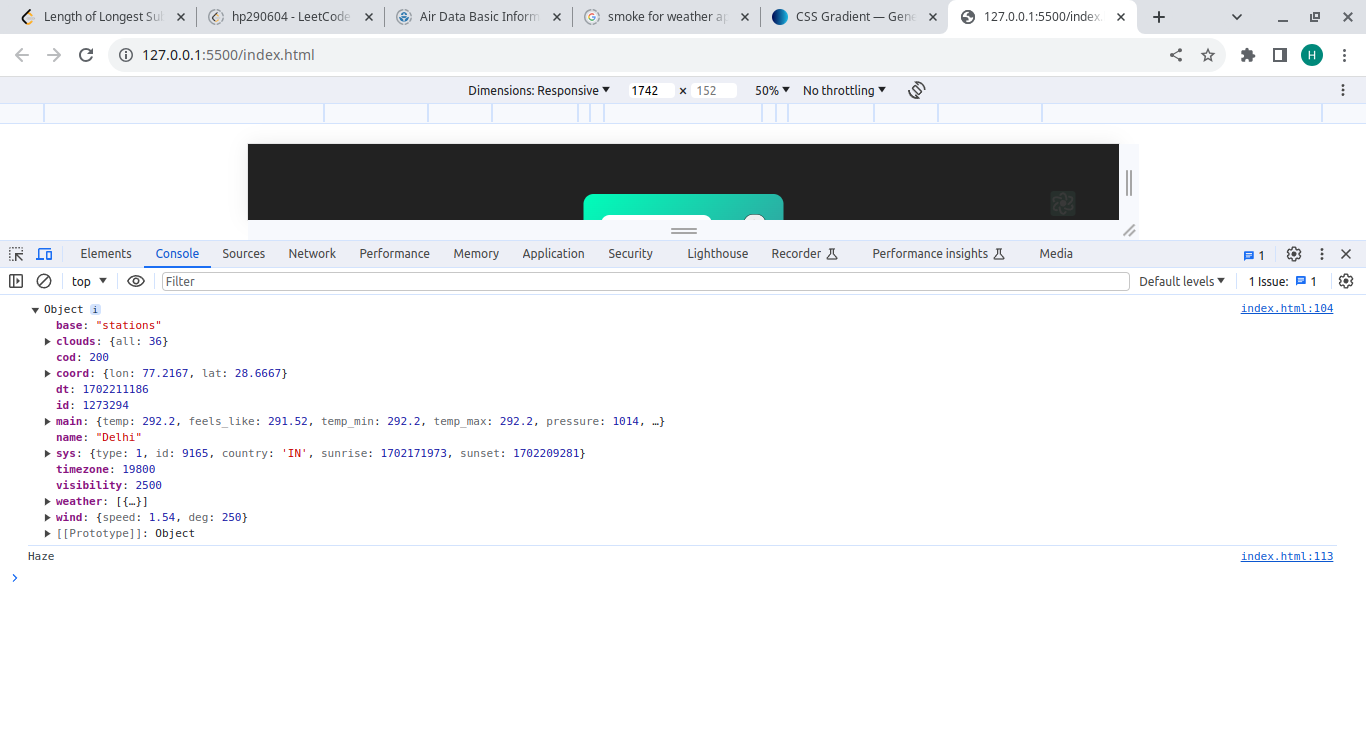 Length of Longest Sub
hp290604 - LeetCode
Air Data Basic Inform
smoke for weather ap
CSS Gradient — Gene
127.0.0.1:5500/index.
127.0.0.1:5500/index.html
H
Dimensions: Responsive 1742 × 152 50% No throttling
Elements Console Sources Network Performance Memory Application Security Lighthouse Recorder Performance insights Media 1
top Filter Default levels 1 Issue: 1
Object i index.html:104
base: "stations"
clouds: {all: 36}
cod: 200
coord: {lon: 77.2167, lat: 28.6667}
dt: 1702211186
id: 1273294
main: {temp: 292.2, feels_like: 291.52, temp_min: 292.2, temp_max: 292.2, pressure: 1014, …}
name: "Delhi"
sys: {type: 1, id: 9165, country: 'IN', sunrise: 1702171973, sunset: 1702209281}
timezone: 19800
visibility: 2500
weather: [{…}]
wind: {speed: 1.54, deg: 250}
[[Prototype]]: Object
Haze index.html:113